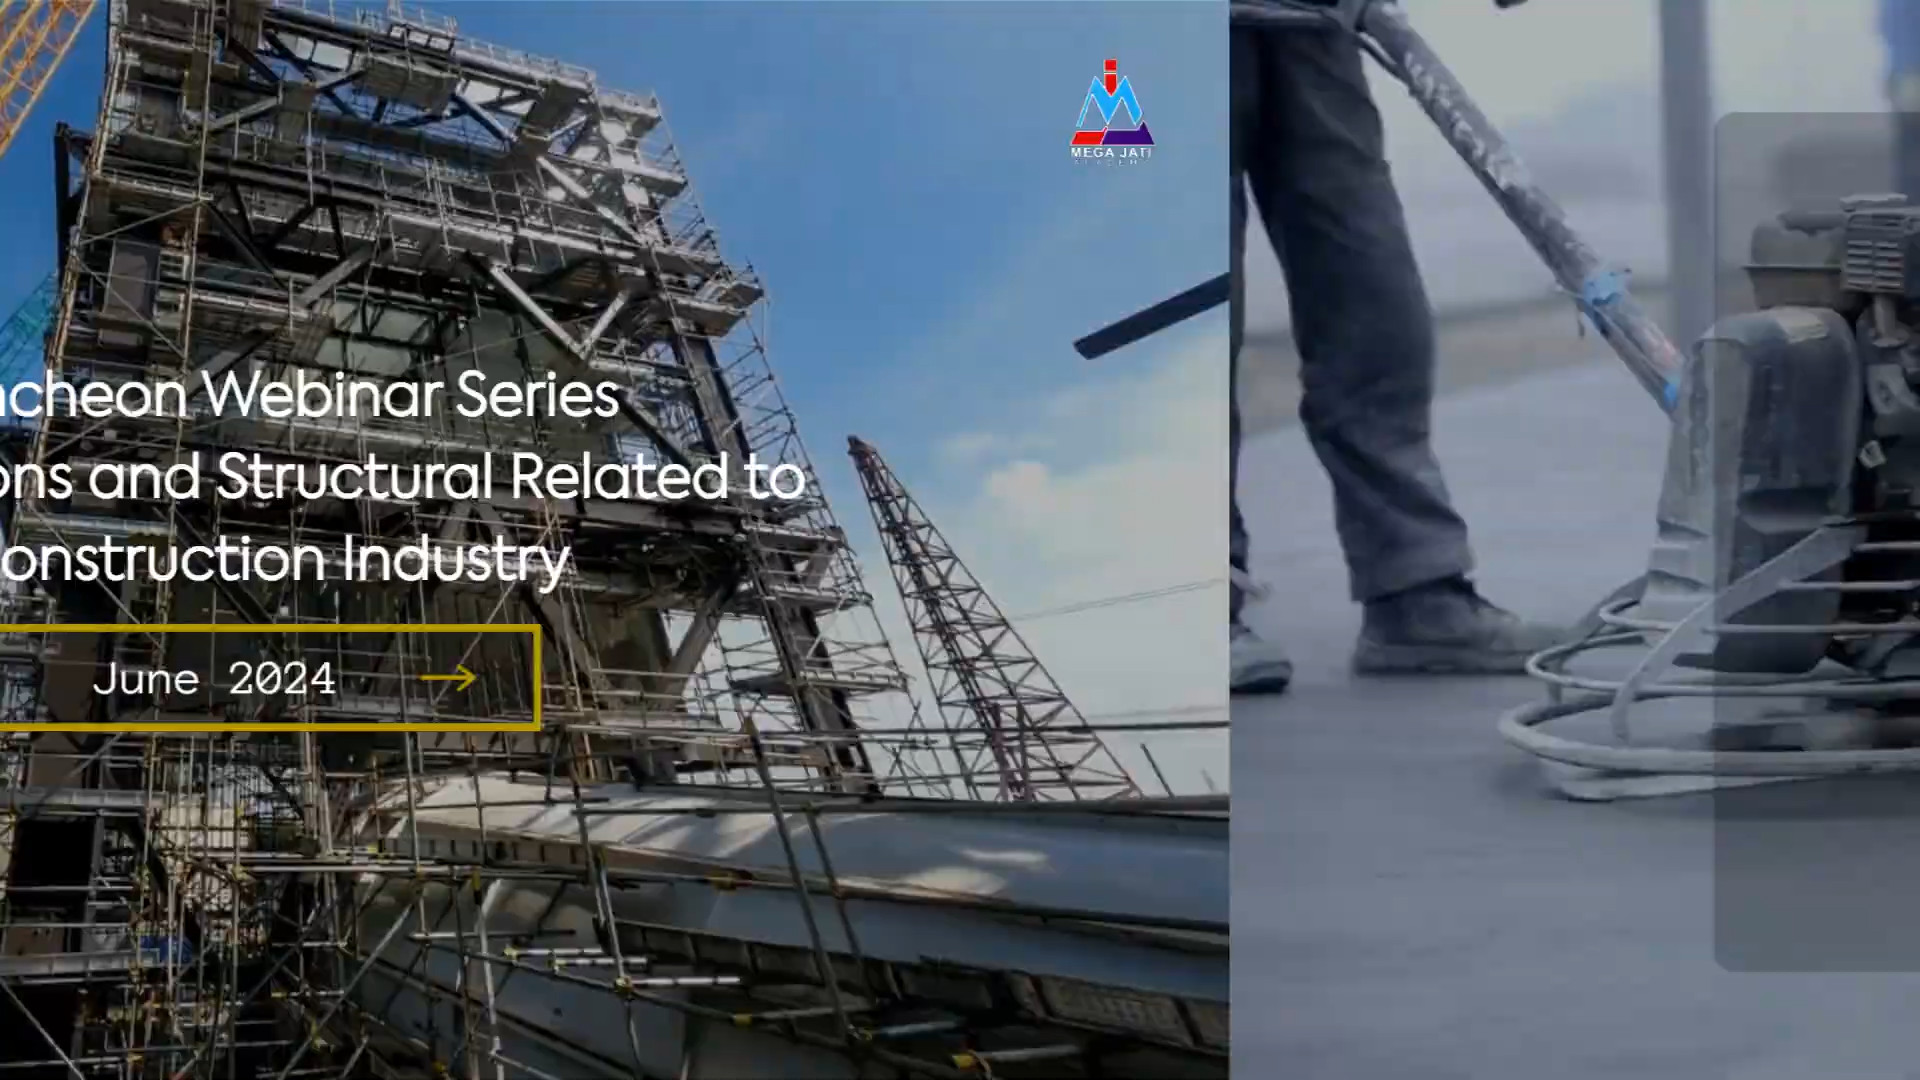 MEGA JATI
ncheon Webinar Series
ons and Structural Related to
onstruction Industry
June 2024 →